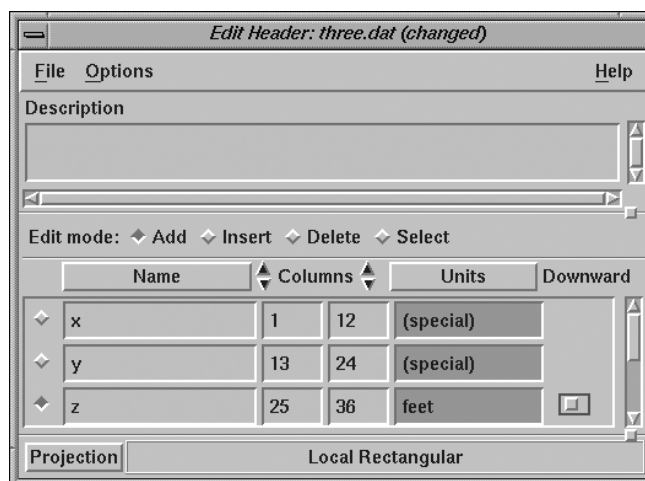 Edit Header: three.dat (changed)
File Options Help
Description
Edit mode: Add Insert Delete Select
Name Columns Units Downward
x 1 12 (special)
y 13 24 (special)
z 25 36 feet
Projection Local Rectangular